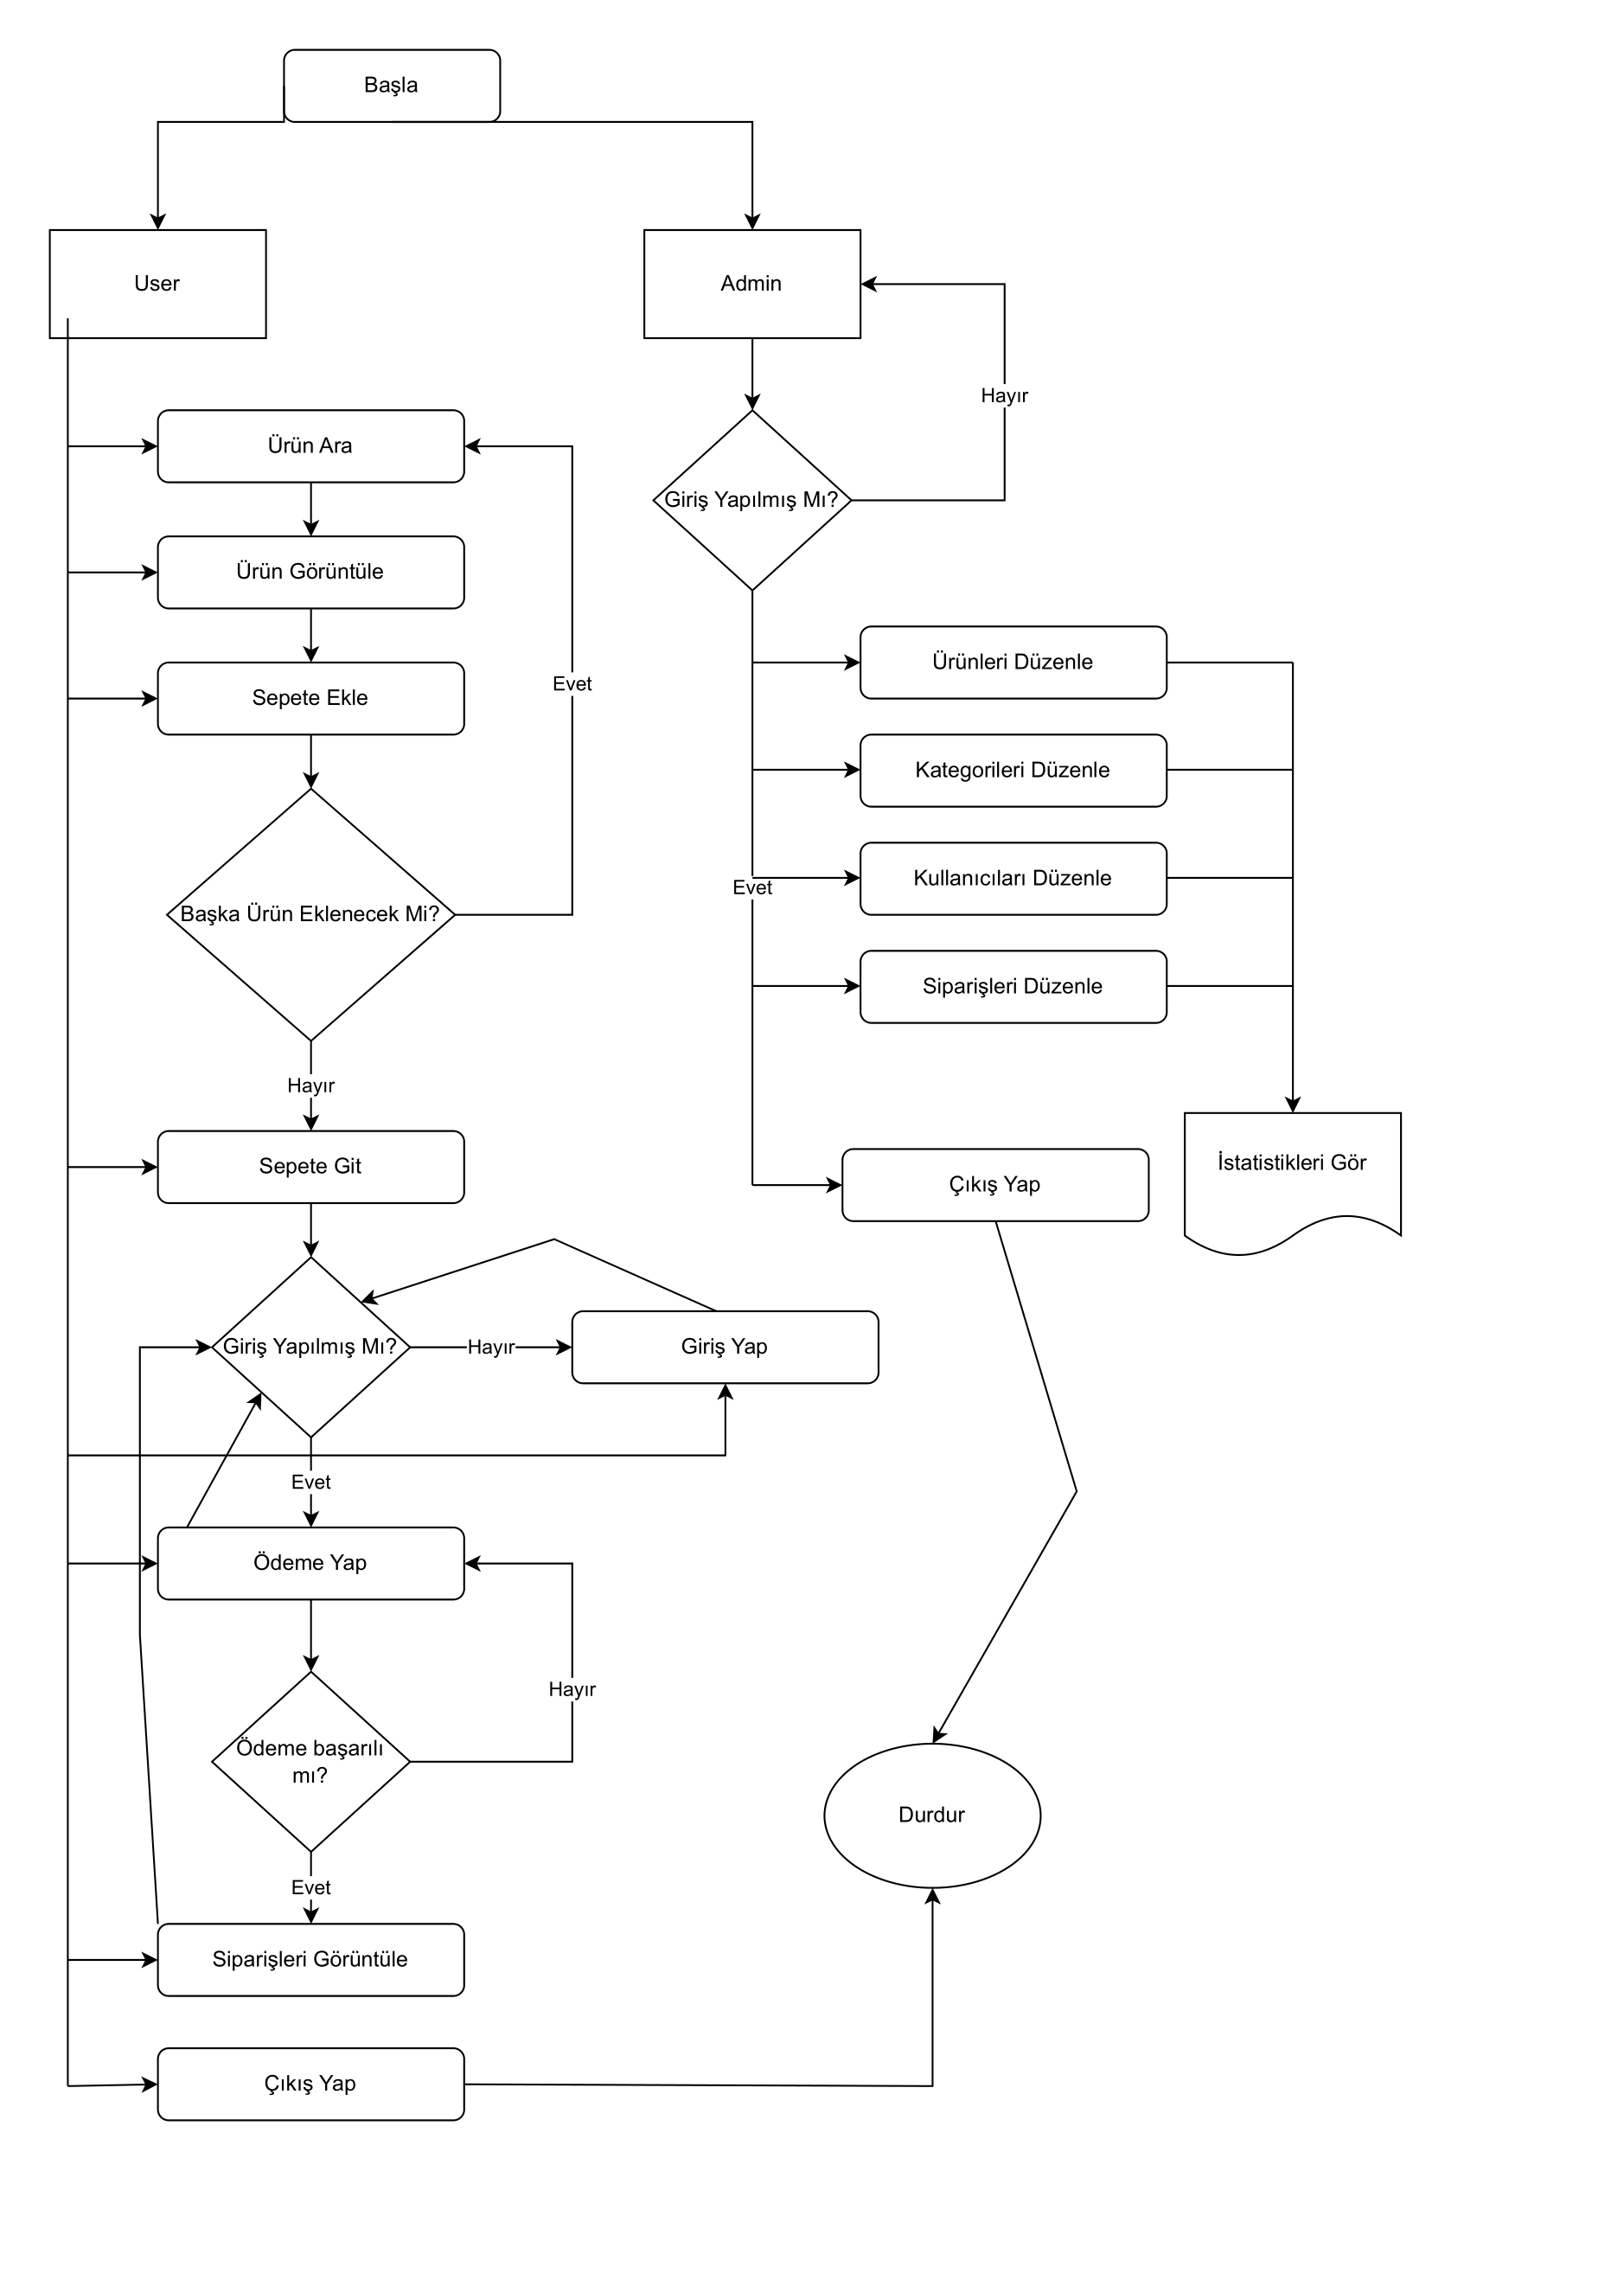 Başla
User
Admin
Hayır
Ürün Ara
Giriş Yapılmış Mı?
Ürün Görüntüle
Ürünleri Düzenle
Evet
Sepete Ekle
Kategorileri Düzenle
Kullanıcıları Düzenle
Evet
Başka Ürün Eklenecek Mi?
Siparişleri Düzenle
Hayır
Sepete Git
İstatistikleri Gör
Çıkış Yap
Giriş Yapılmış Mı?
Hayır
Giriş Yap
Evet
Ödeme Yap
Hayır
Ödeme başarılı
mı?
Durdur
Evet
Siparişleri Görüntüle
Çıkış Yap